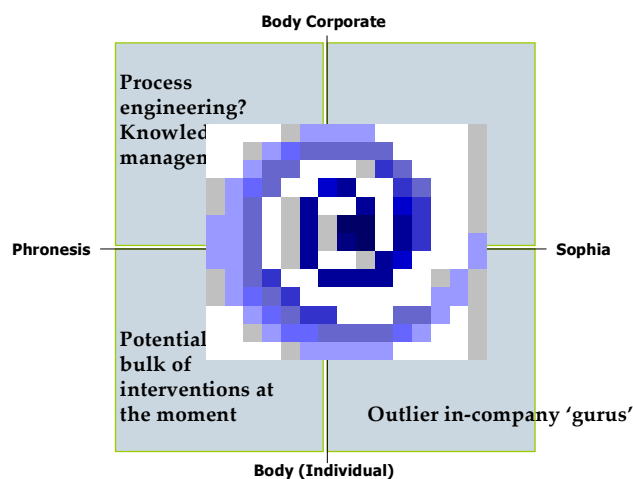 Body Corporate
Process
engineering?
Phronesis
Sophia
Potential
bulk of
interventions at
the moment
Outlier in-company ‘gurus’
Body (Individual)